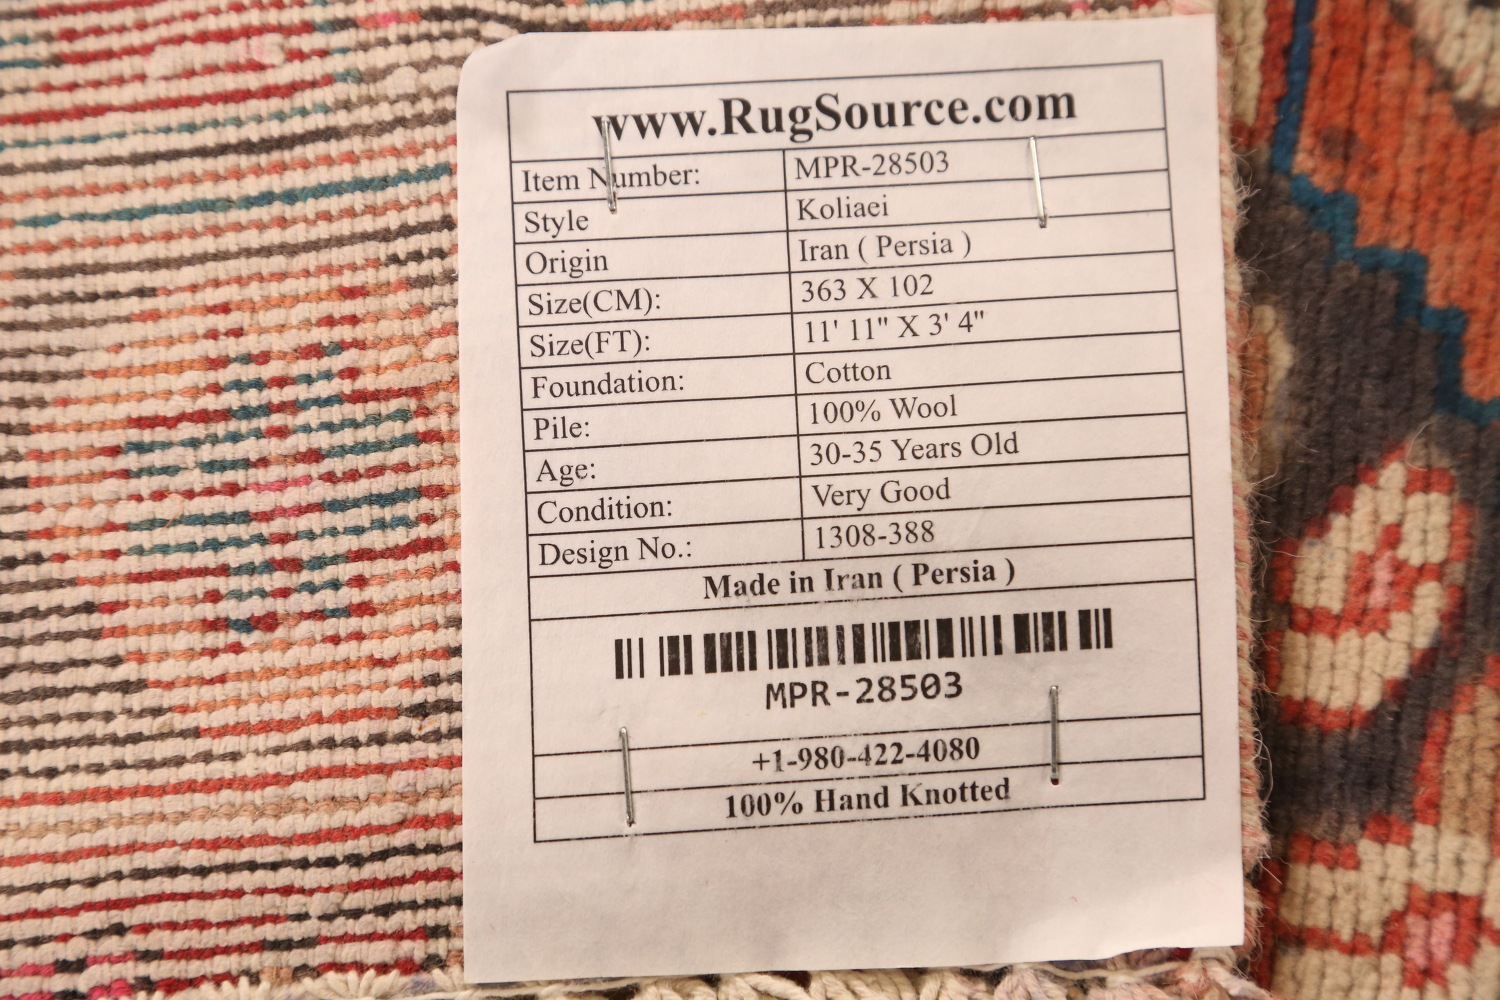 www.RugSource.com
Item Number: MPR-28503
Style Koliaei
Origin Iran ( Persia )
Size(CM): 363 X 102
Size(FT): 11' 11" X 3' 4"
Foundation: Cotton
Pile: 100% Wool
Age: 30-35 Years Old
Condition: Very Good
Design No.: 1308-388
Made in Iran ( Persia )
MPR-28503
+1-980-422-4080
100% Hand Knotted